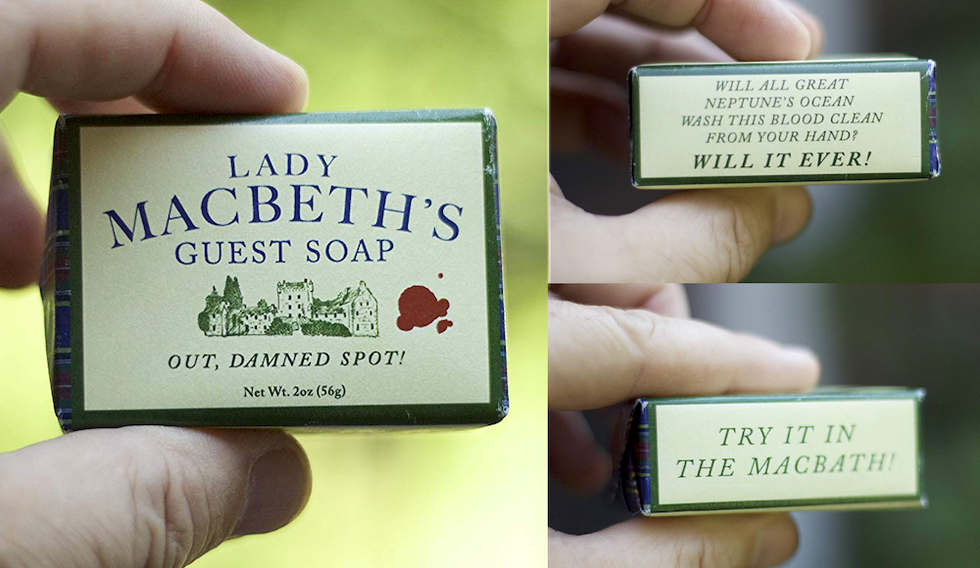 LADY
MACBETH'S
GUEST SOAP
OUT, DAMNED SPOT!
Net Wt. 2oz (56g)
WILL ALL GREAT
NEPTUNE'S OCEAN
WASH THIS BLOOD CLEAN
FROM YOUR HAND?
WILL IT EVER!
TRY IT IN
THE MACBATH!